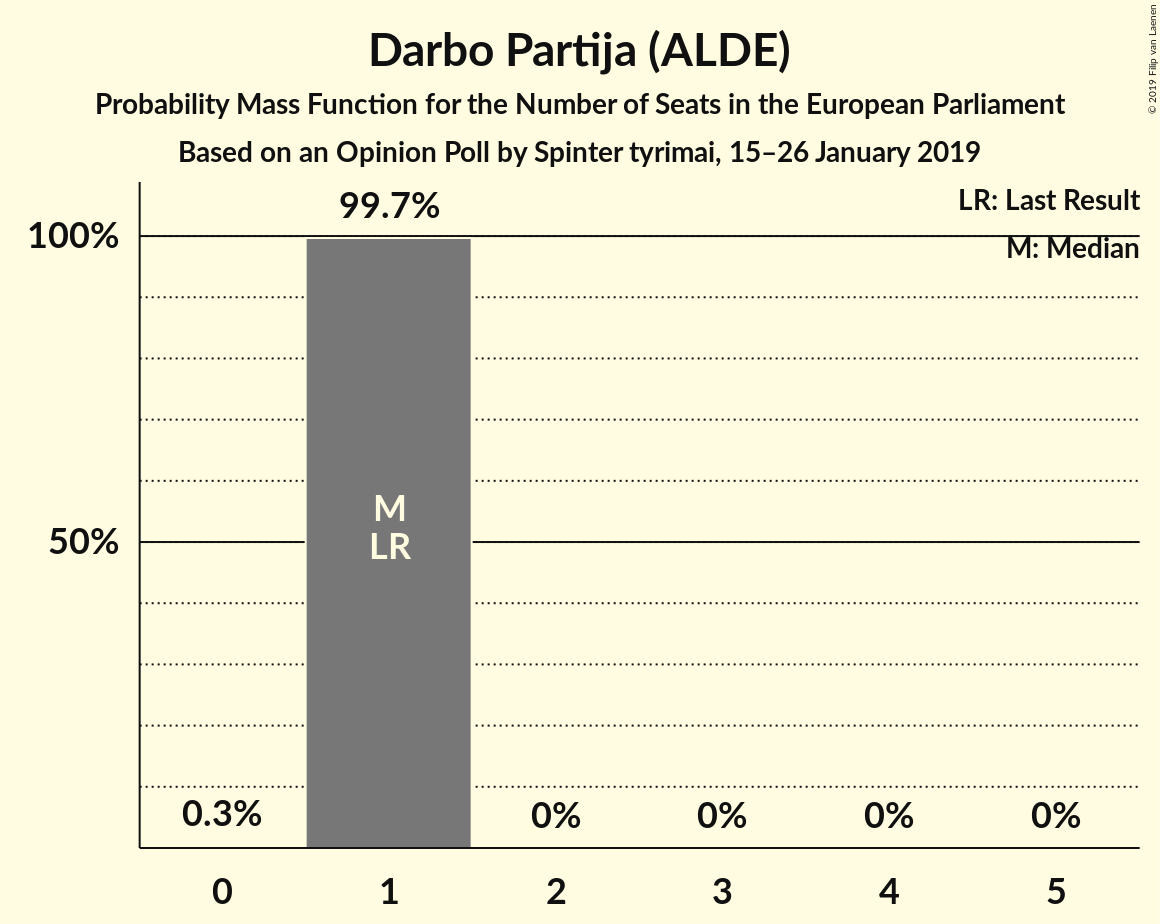 Darbo Partija (ALDE)
Probability Mass Function for the Number of Seats in the European Parliament
Based on an Opinion Poll by Spinter tyrimai, 15–26 January 2019
© 2019 Filip van Laenen
LR: Last Result
M: Median
99.7%
100%
M
LR
50%
0.3%
0%
0%
0%
0%
0
1
2
3
4
5